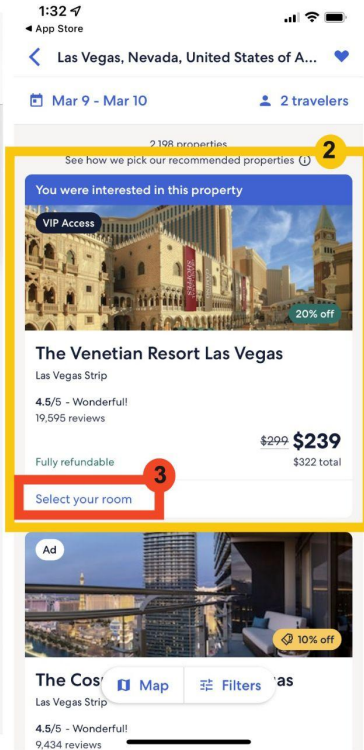 1:32
◀ App Store
Las Vegas, Nevada, United States of A...
Mar 9 - Mar 10
2 travelers
2,198 properties
2
See how we pick our recommended properties
You were interested in this property
VIP Access
20% off
The Venetian Resort Las Vegas
Las Vegas Strip
4.5/5 - Wonderful!
19,595 reviews
$299 $239
Fully refundable
$322 total
3
Select your room
Ad
10% off
The Cos
as
Map
Filters
Las Vegas Strip
4.5/5 - Wonderful!
9,434 reviews